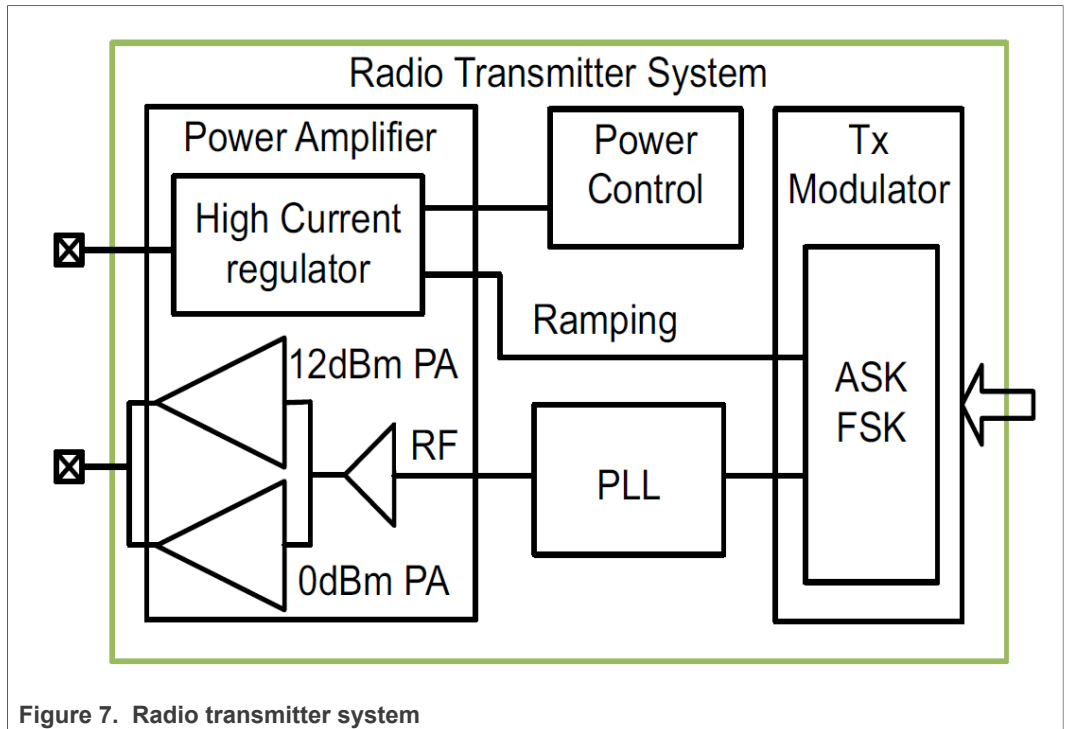 Radio Transmitter System
Power Amplifier
High Current
regulator
Power
Control
Tx
Modulator
Ramping
12dBm PA
ASK
FSK
RF
PLL
0dBm PA
Figure 7. Radio transmitter system